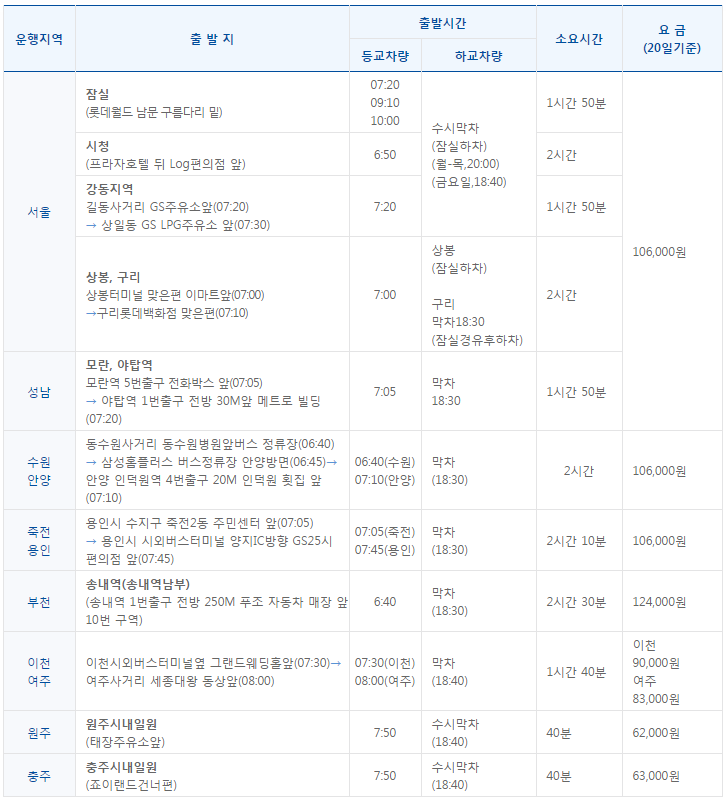 운행지역
출 발 지
출발시간
소요시간
요 금
(20일기준)
등교차량
하교차량
서울
잠실
(롯데월드 남문 구름다리 밑)
07:20
09:10
10:00
수시막차
(잠실하차)
(월-목,20:00)
(금요일,18:40)
1시간 50분
106,000원
시청
(프라자호텔 뒤 Log편의점 앞)
6:50
2시간
강동지역
길동사거리 GS주유소앞(07:20)
→ 상일동 GS LPG주유소 앞(07:30)
7:20
1시간 50분
상봉, 구리
상봉터미널 맞은편 이마트앞(07:00)
→구리롯데백화점 맞은편(07:10)
7:00
상봉
(잠실하차)
구리
막차18:30
(잠실경유후하차)
2시간
성남
모란, 야탑역
모란역 5번출구 전화박스 앞(07:05)
→ 야탑역 1번출구 전방 30M앞 메트로 빌딩
(07:20)
7:05
막차
18:30
1시간 50분
수원
안양
동수원사거리 동수원병원앞버스 정류장(06:40)
→ 삼성홈플러스 버스정류장 안양방면(06:45)→
안양 인덕원역 4번출구 20M 인덕원 횟집 앞
(07:10)
06:40(수원)
07:10(안양)
막차
(18:30)
2시간
106,000원
죽전
용인
용인시 수지구 죽전2동 주민센터 앞(07:05)
→ 용인시 시외버스터미널 양지IC방향 GS25시
편의점 앞(07:45)
07:05(죽전)
07:45(용인)
막차
(18:30)
2시간 10분
106,000원
부천
송내역(송내역남부)
(송내역 1번출구 전방 250M 푸조 자동차 매장 앞
10번 구역)
6:40
막차
(18:30)
2시간 30분
124,000원
이천
여주
이천시외버스터미널옆 그랜드웨딩홀앞(07:30)→
여주사거리 세종대왕 동상앞(08:00)
07:30(이천)
08:00(여주)
막차
(18:40)
1시간 40분
이천
90,000원
여주
83,000원
원주
원주시내일원
(태장주유소앞)
7:50
수시막차
(18:40)
40분
62,000원
충주
충주시내일원
(죠이랜드건너편)
7:50
수시막차
(18:40)
40분
63,000원